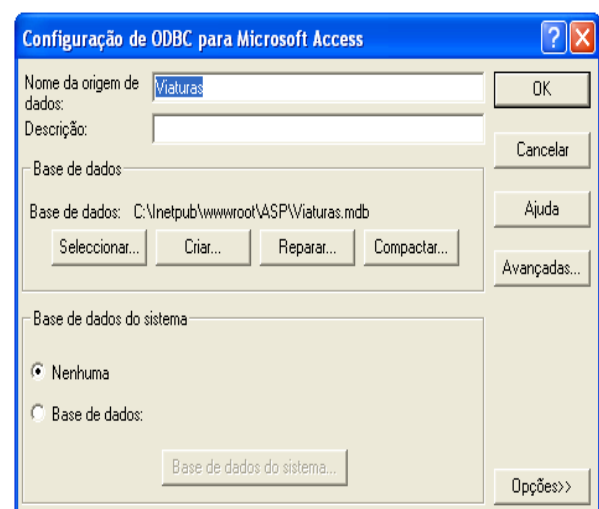 Configuração de ODBC para Microsoft Access
Nome da origem de dados:
Viaturas
OK
Descrição:
Cancelar
Base de dados
Base de dados: C:\Inetpub\wwwroot\ASP\Viaturas.mdb
Ajuda
Seleccionar... Criar... Reparar... Compactar...
Avançadas...
Base de dados do sistema
Nenhuma
Base de dados:
Base de dados do sistema...
Opções>>